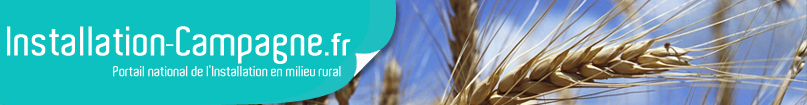 Installation-Campagne.fr
Portail national de l'Installation en milieu rural